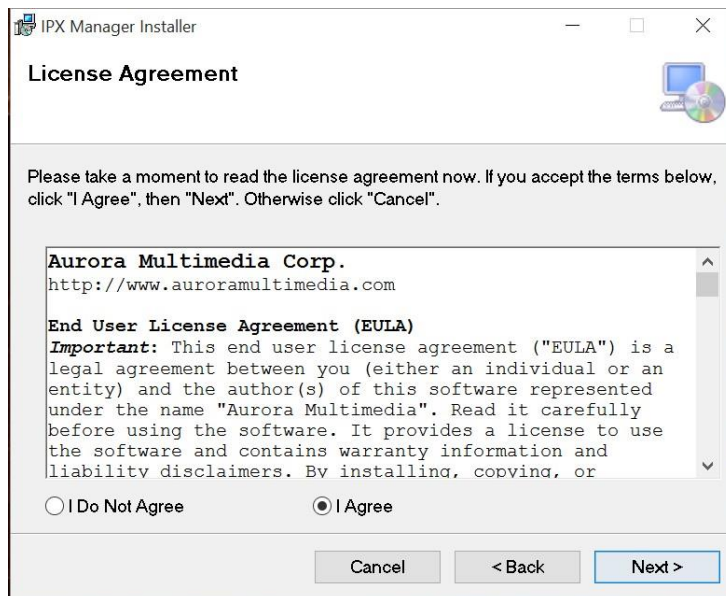 IPX Manager Installer
License Agreement
Please take a moment to read the license agreement now. If you accept the terms below,
click "I Agree", then "Next". Otherwise click "Cancel".
Aurora Multimedia Corp.
http://www.auroramultimedia.com
End User License Agreement (EULA)
Important: This end user license agreement ("EULA") is a
legal agreement between you (either an individual or an
entity) and the author(s) of this software represented
under the name "Aurora Multimedia". Read it carefully
before using the software. It provides a license to use
the software and contains warranty information and
liability disclaimers. By installing, copying, or
I Do Not Agree
I Agree
Cancel
< Back
Next >